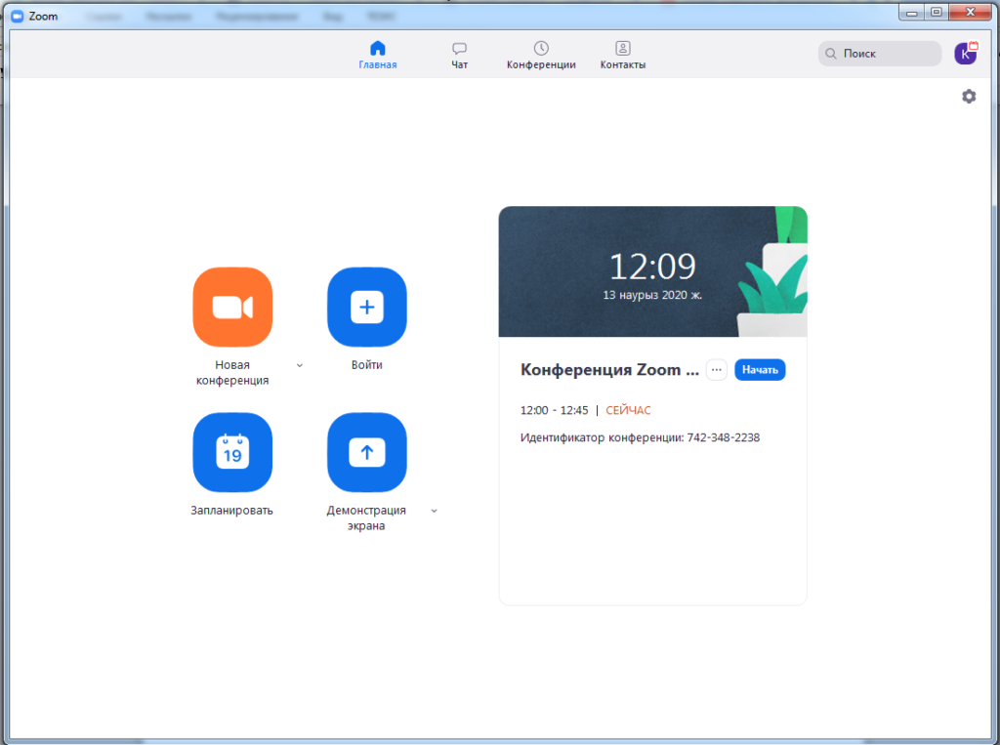 Zoom
Главная
Чат
Конференции
Контакты
Поиск
K
12:09
13 наурыз 2020 ж.
Новая
конференция
Войти
Конференция Zoom ...
Начать
12:00 - 12:45 | СЕЙЧАС
Идентификатор конференции: 742-348-2238
19
Запланировать
Демонстрация
экрана